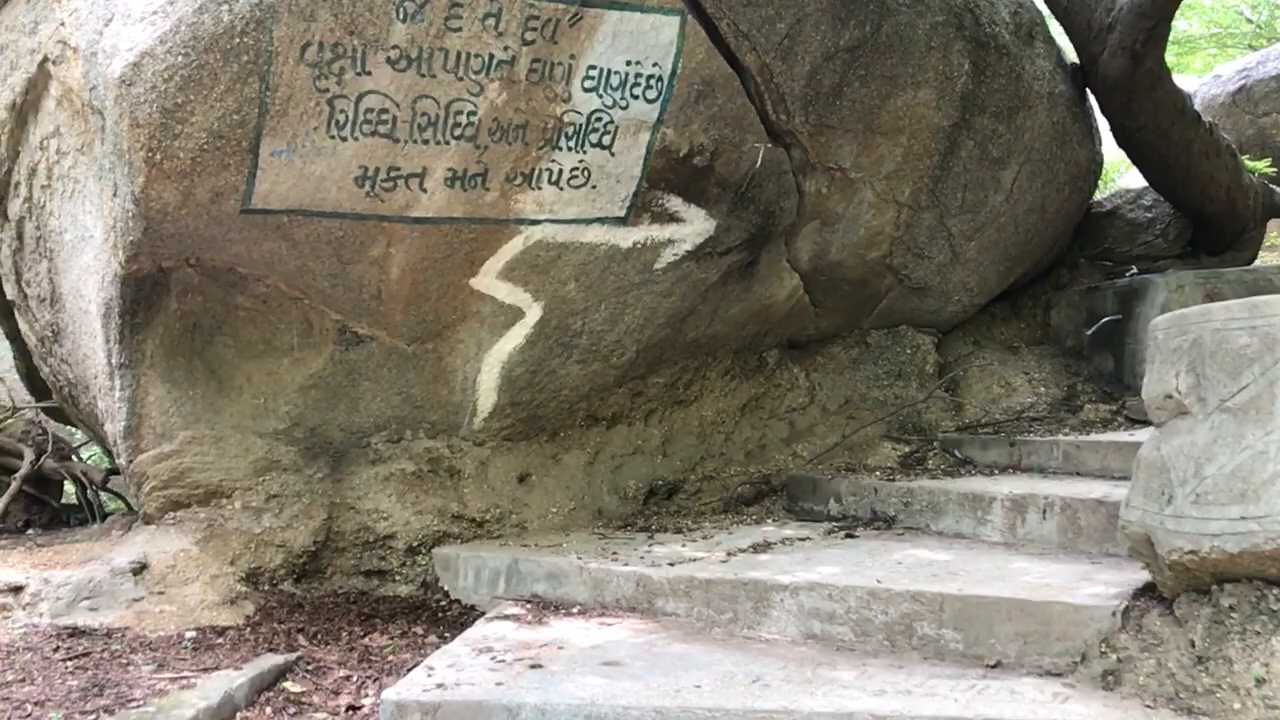 જે દે તે દેવ"
વૃક્ષો આપણને ઘણું ઘણું દે છે
રિધ્ધિ, સિધ્ધિ, અને પ્રસિધ્ધિ
મૂક્ત મને આપે છે.